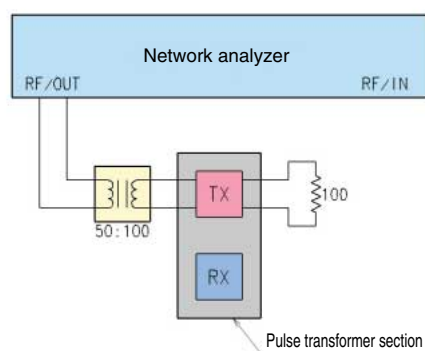 Network analyzer
RF/OUT
RF/IN
TX
100
50:100
RX
Pulse transformer section